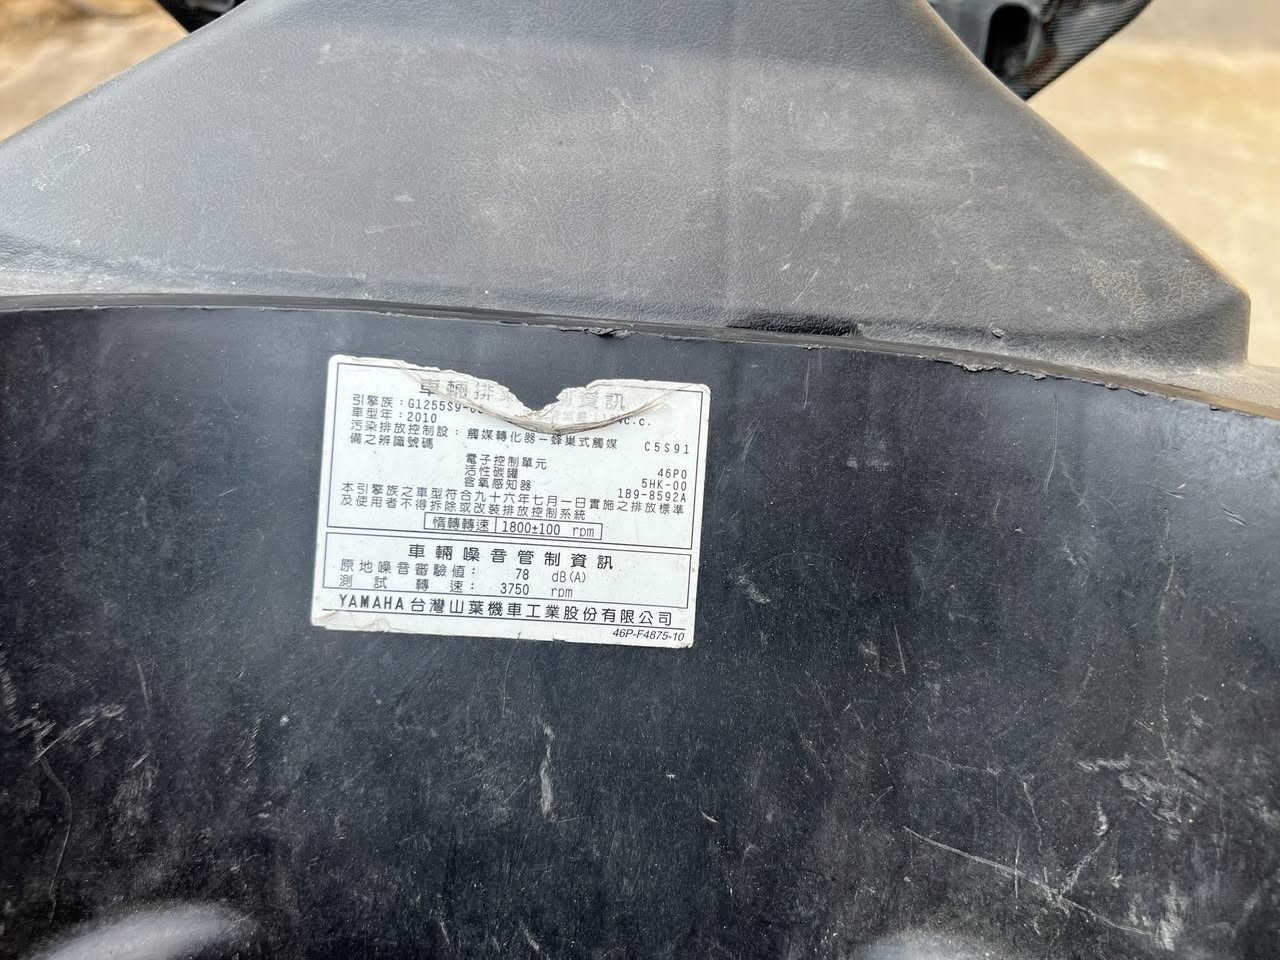 車輛排 制資訊
引擎族：G1255S9-0 c.c.
車型年：2010
污染排放控制設：觸媒轉化器－蜂巢式觸媒 C5S91
備之辨識號碼
電子控制單元 46P0
活性碳罐 5HK-00
含氧感知器 1B9-8592A
本引擎族之車型符合九十六年七月一日實施之排放標準
及使用者不得拆除或改裝排放控制系統
惰轉轉速 1800±100 rpm
車輛噪音管制資訊
原地噪音審驗值： 78 dB(A)
測試轉速： 3750 rpm
YAMAHA 台灣山葉機車工業股份有限公司
46P-F4875-10